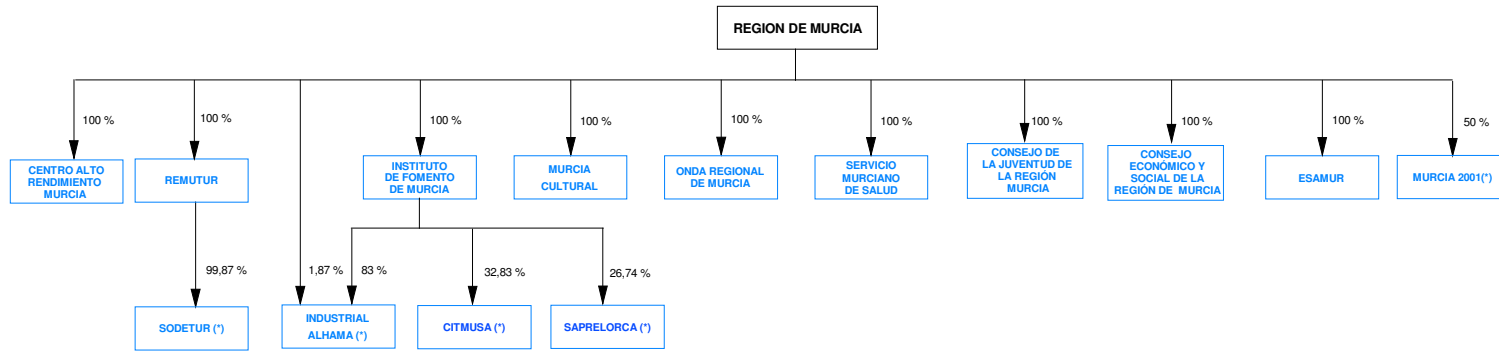 REGION DE MURCIA
100 %
100 %
100 %
100 %
100 %
100 %
100 %
100 %
100 %
50 %
CENTRO ALTO
RENDIMIENTO
MURCIA
REMUTUR
INSTITUTO
DE FOMENTO
DE MURCIA
MURCIA
CULTURAL
ONDA REGIONAL
DE MURCIA
SERVICIO
MURCIANO
DE SALUD
CONSEJO DE
LA JUVENTUD DE
LA REGIÓN
MURCIA
CONSEJO
ECONÓMICO Y
SOCIAL DE LA
REGIÓN DE MURCIA
ESAMUR
MURCIA 2001(*)
99,87 %
1,87 %
83 %
32,83 %
26,74 %
SODETUR (*)
INDUSTRIAL
ALHAMA (*)
CITMUSA (*)
SAPRELORCA (*)